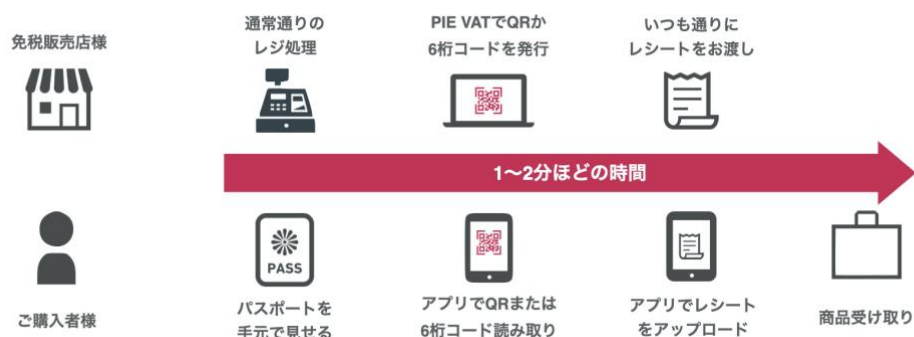 免税販売店様
通常通りの
レジ処理
PIE VATでQRか
6桁コードを発行
いつも通りに
レシートをお渡し
1〜2分ほどの時間
ご購入者様
PASS
パスポートを
手元で見せる
アプリでQRまたは
6桁コード読み取り
アプリでレシート
をアップロード
商品受け取り